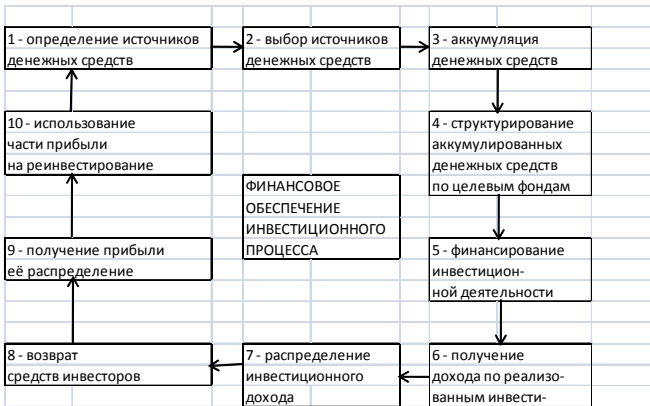 1 - определение источников
денежных средств
2 - выбор источников
денежных средств
3 - аккумуляция
денежных средств
10 - использование
части прибыли
на реинвестирование
4 - структурирование
аккумулированных
денежных средств
по целевым фондам
ФИНАНСОВОЕ
ОБЕСПЕЧЕНИЕ
ИНВЕСТИЦИОННОГО
ПРОЦЕССА
9 - получение прибыли
её распределение
5 - финансирование
инвестицион-
ной деятельности
8 - возврат
средств инвесторов
7 - распределение
инвестиционного
дохода
6 - получение
дохода по реализо-
ванным инвести-